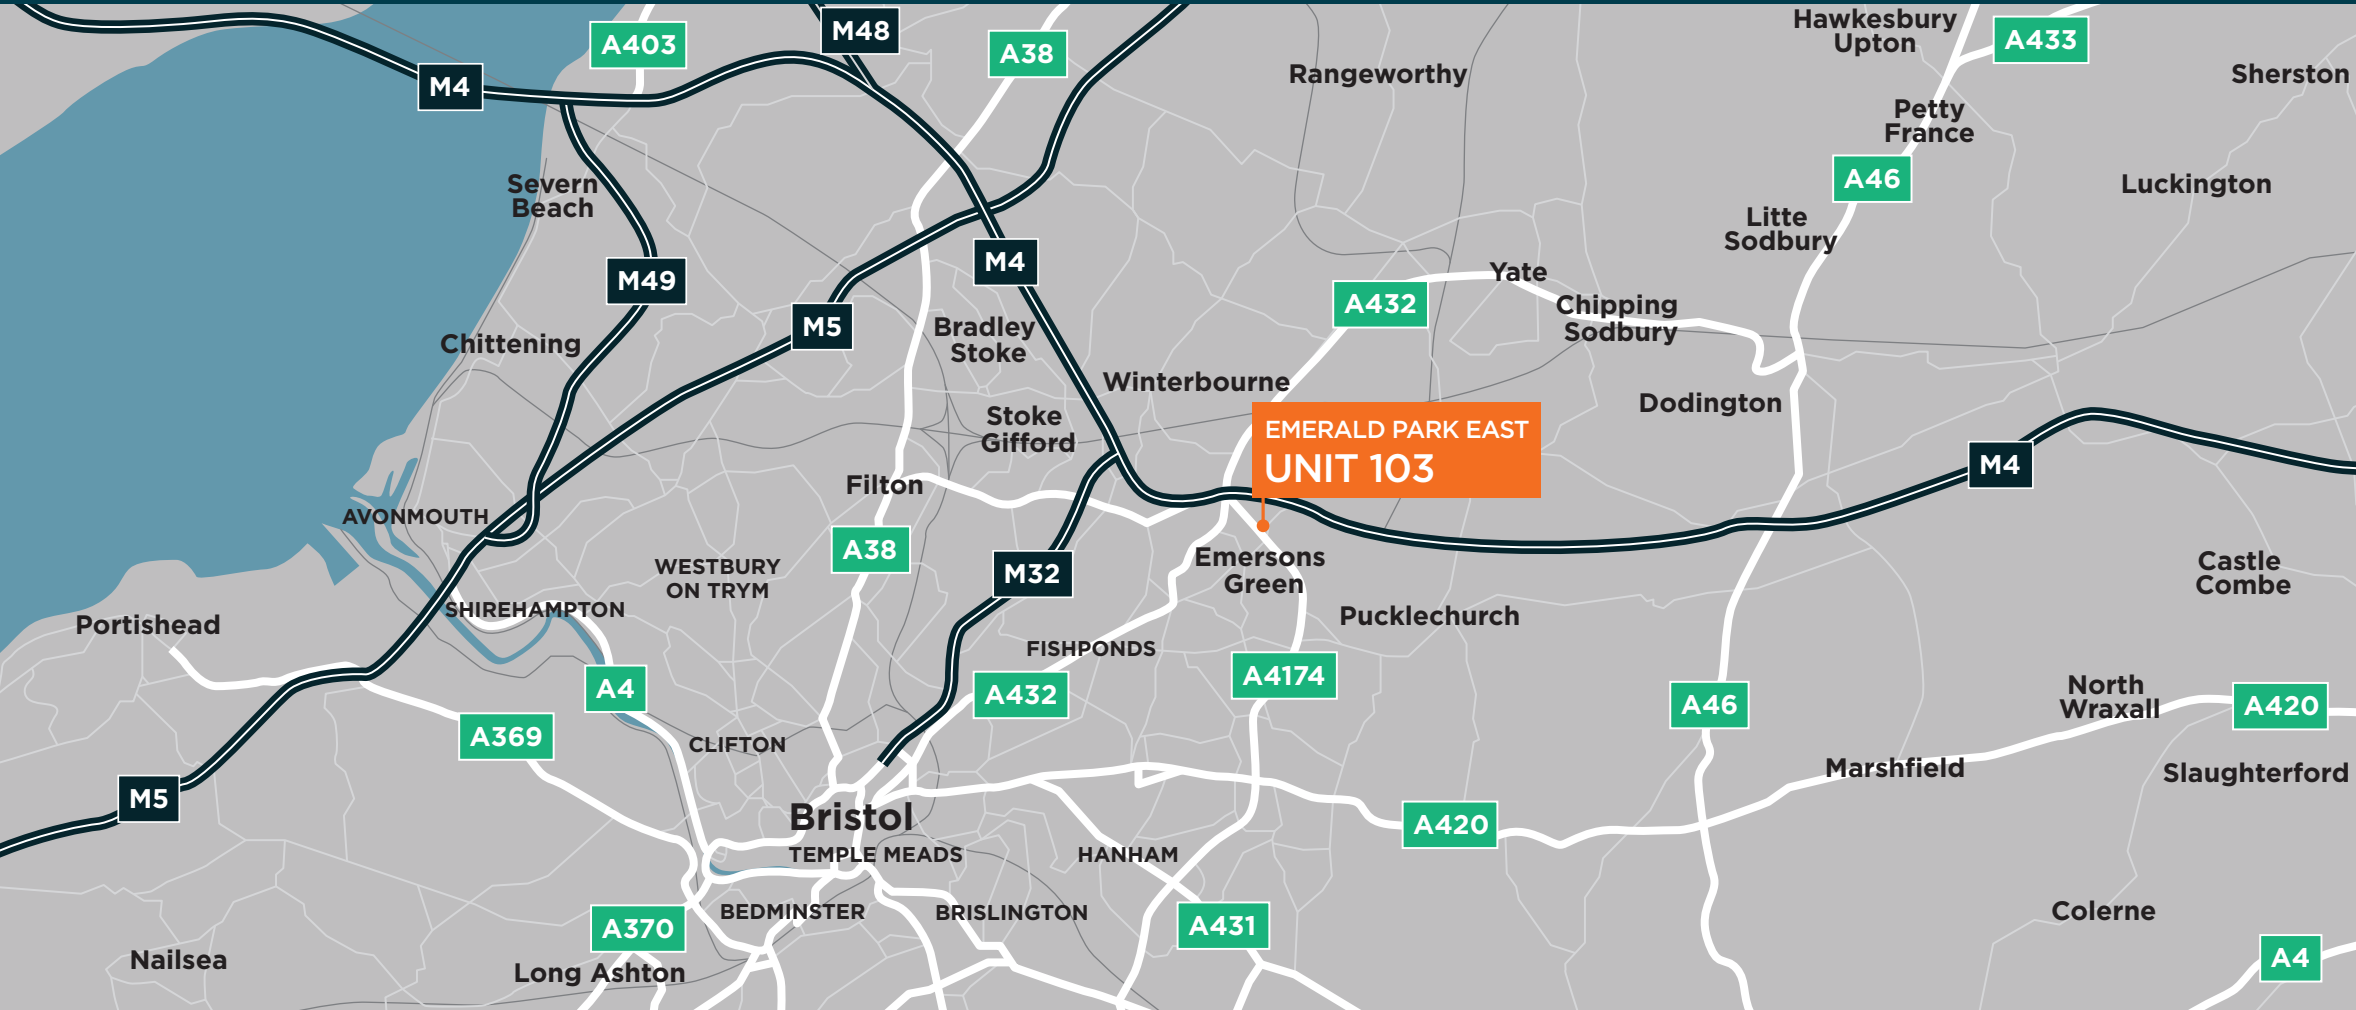 Hawkesbury
Upton
A403
M48
A38
A433
M4
Rangeworthy
Sherston
Petty
France
Severn
Beach
A46
Luckington
Litte
Sodbury
M4
M49
Yate
A432
Chipping
Sodbury
M5
Bradley
Stoke
Chittening
Winterbourne
Dodington
Stoke
Gifford
EMERALD PARK EAST
UNIT 103
M4
Filton
AVONMOUTH
A38
Emersons
Green
WESTBURY
ON TRYM
M32
Castle
Combe
SHIREHAMPTON
Portishead
Pucklechurch
FISHPONDS
A4
A432
A4174
A46
North
Wraxall
A420
A369
CLIFTON
Marshfield
Slaughterford
M5
Bristol
A420
TEMPLE MEADS
HANHAM
BEDMINSTER
BRISLINGTON
A431
Colerne
A370
Nailsea
Long Ashton
A4